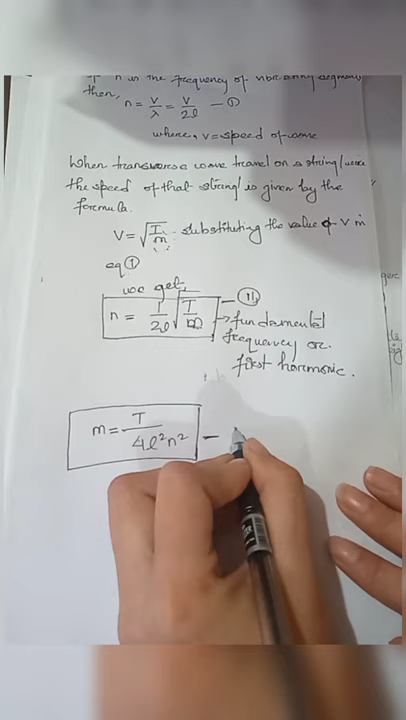 If n is the frequency of vibrating segment
then,
n = V/λ = V/2l — ①
where, v = speed of wave
When transverse wave travel on a string/wire
the speed of that string is given by the
formula.
V = √T/m . substituting the value of V in
eq ①
we get,
n = 1/2l √T/m — ⑪
→ fundamental
frequency or.
first harmonic.
m = T/4l²n² —